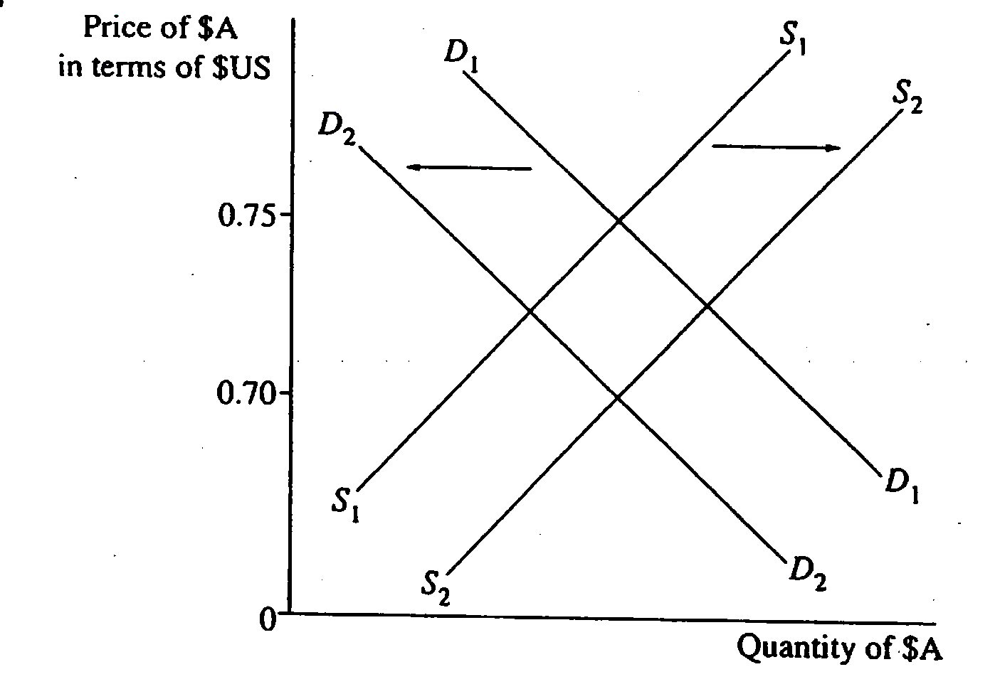 Price of $A
in terms of $US
D1
S1
S2
D2
0.75
0.70
S1
D1
S2
D2
0
Quantity of $A